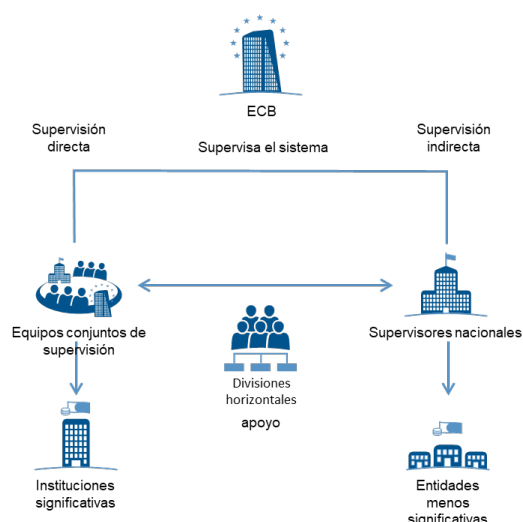 ECB
Supervisión
directa
Supervisa el sistema
Supervisión
indirecta
Equipos conjuntos de
supervisión
Supervisores nacionales
Divisiones
horizontales
apoyo
Instituciones
significativas
Entidades
menos
significativas